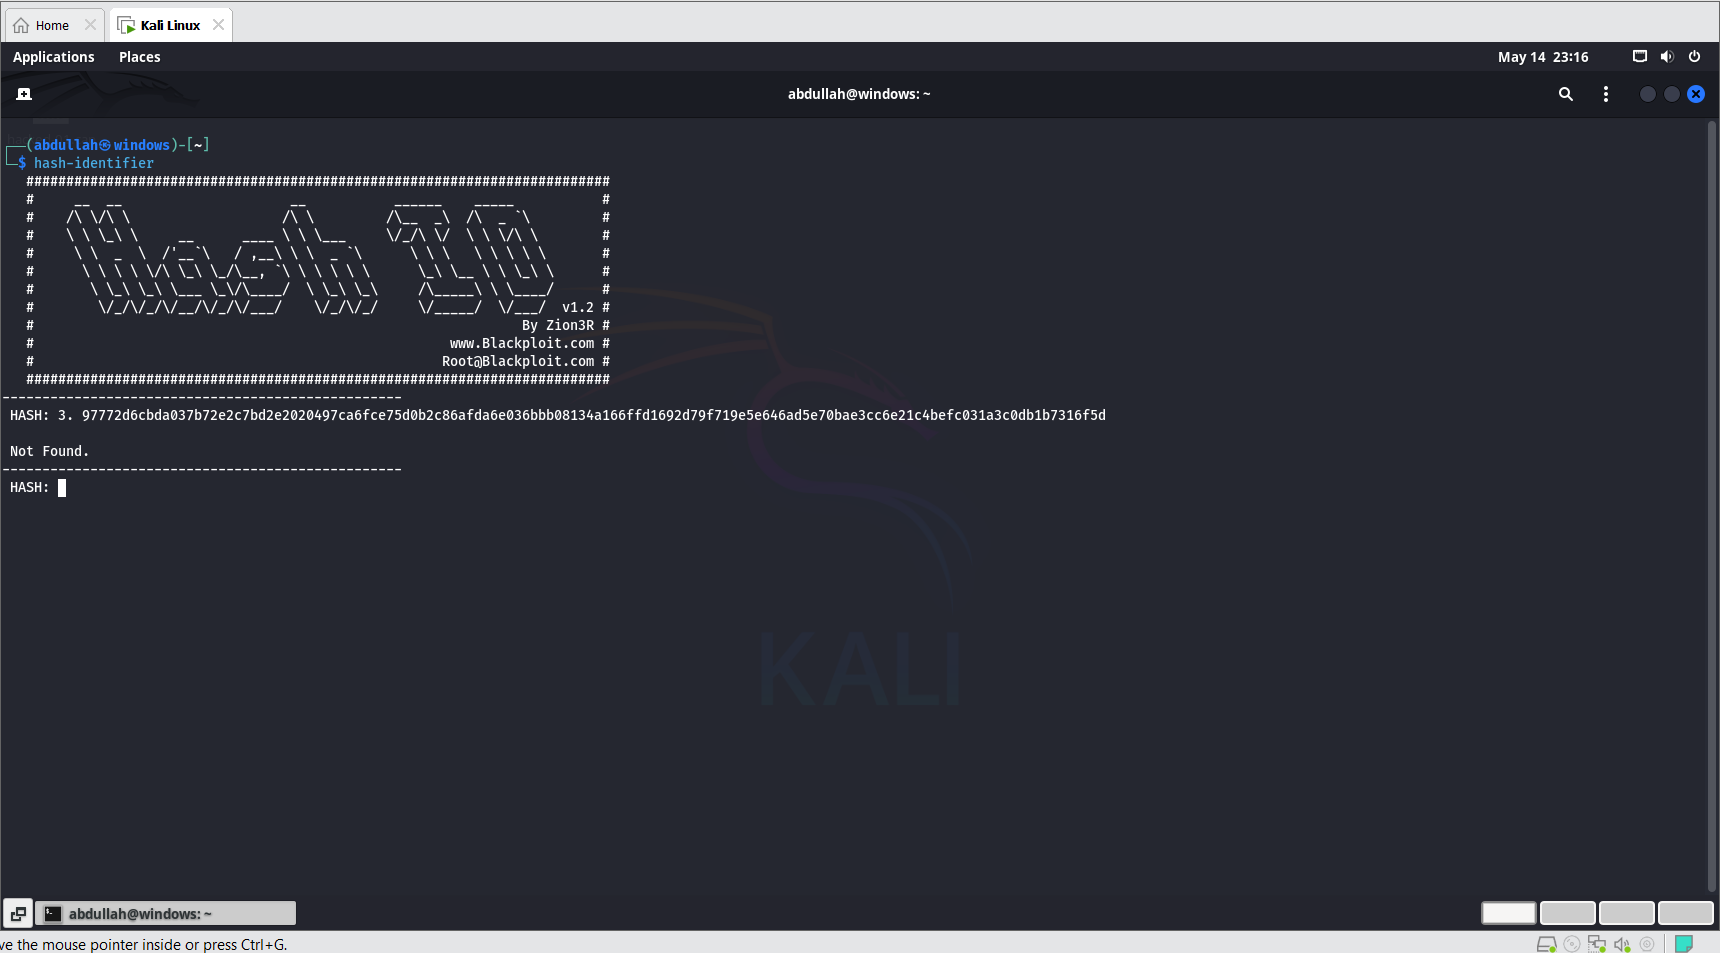 Home
Kali Linux
Applications Places May 14 23:16
abdullah@windows: ~
┌──(abdullah㉿windows)-[~]
└─$ hash-identifier
#########################################################################
#     __  __                     __           ______    _____           #
#    /\ \/\ \                   /\ \         /\__  _\  /\  _ `\         #
#    \ \ \_\ \     __      ____ \ \ \___     \/_/\ \/  \ \ \/\ \        #
#     \ \  _  \  /'__`\   / ,__\ \ \  _ `\      \ \ \   \ \ \ \ \       #
#      \ \ \ \ \/\ \_\ \_/\__, `\ \ \ \ \ \      \_\ \__ \ \ \_\ \      #
#       \ \_\ \_\ \___ \_\/\____/  \ \_\ \_\     /\_____\ \ \____/      #
#        \/_/\/_/\/__/\/_/\/___/    \/_/\/_/     \/_____/  \/___/  v1.2 #
#                                                             By Zion3R #
#                                                    www.Blackploit.com #
#                                                   Root@Blackploit.com #
#########################################################################
--------------------------------------------------
HASH: 3. 97772d6cbda037b72e2c7bd2e2020497ca6fce75d0b2c86afda6e036bbb08134a166ffd1692d79f719e5e646ad5e70bae3cc6e21c4befc031a3c0db1b7316f5d
Not Found.
--------------------------------------------------
HASH:
KALI
abdullah@windows: ~
ve the mouse pointer inside or press Ctrl+G.